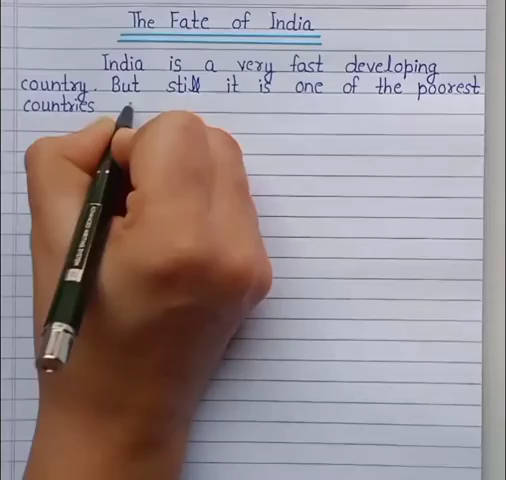 The Fate of India
India is a very fast developing
country. But still it is one of the poorest
countries